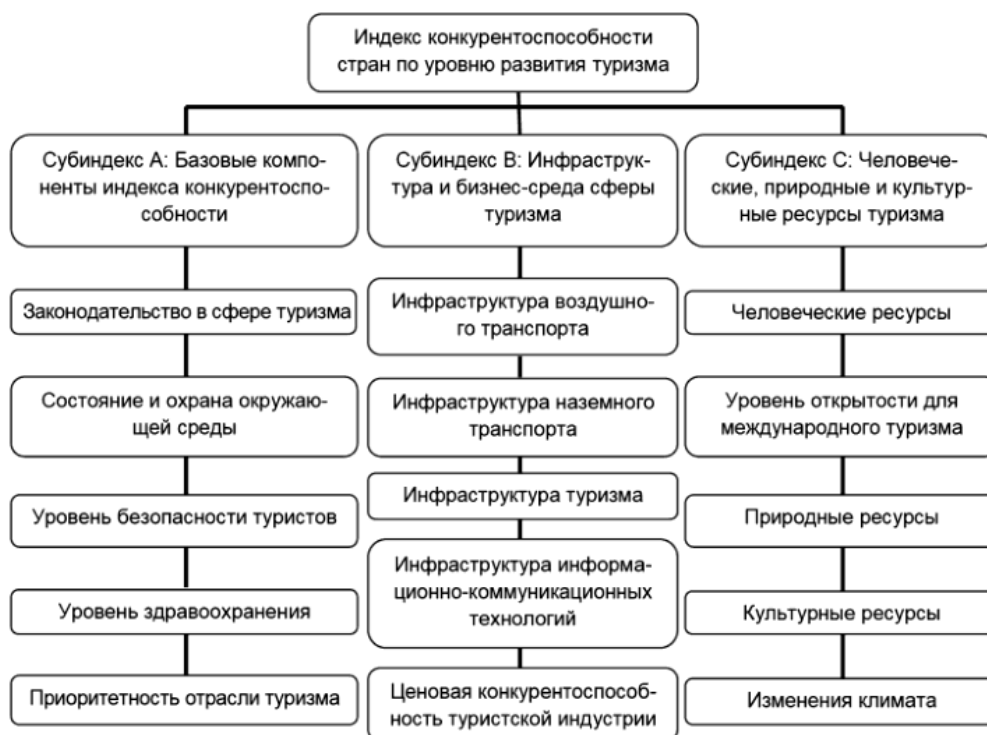 Индекс конкурентоспособности
стран по уровню развития туризма
Субиндекс A: Базовые компо-
ненты индекса конкурентоспо-
собности
Законодательство в сфере туризма
Состояние и охрана окружаю-
щей среды
Уровень безопасности туристов
Уровень здравоохранения
Приоритетность отрасли туризма
Субиндекс B: Инфраструк-
тура и бизнес-среда сферы
туризма
Инфраструктура воздушно-
го транспорта
Инфраструктура наземного
транспорта
Инфраструктура туризма
Инфраструктура информа-
ционно-коммуникационных
технологий
Ценовая конкурентоспособ-
ность туристской индустрии
Субиндекс C: Человече-
ские, природные и культур-
ные ресурсы туризма
Человеческие ресурсы
Уровень открытости для
международного туризма
Природные ресурсы
Культурные ресурсы
Изменения климата